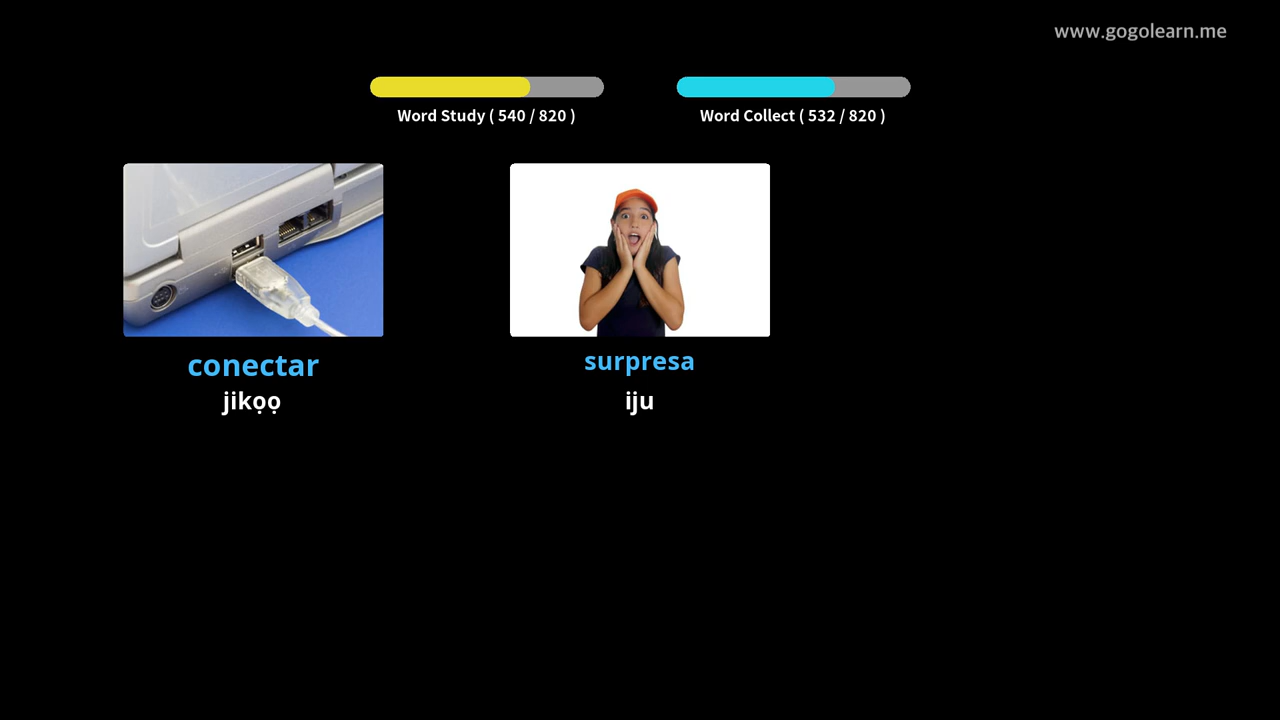 www.gogolearn.me
Word Study ( 540 / 820 )
Word Collect ( 532 / 820 )
conectar
jikọọ
surpresa
iju